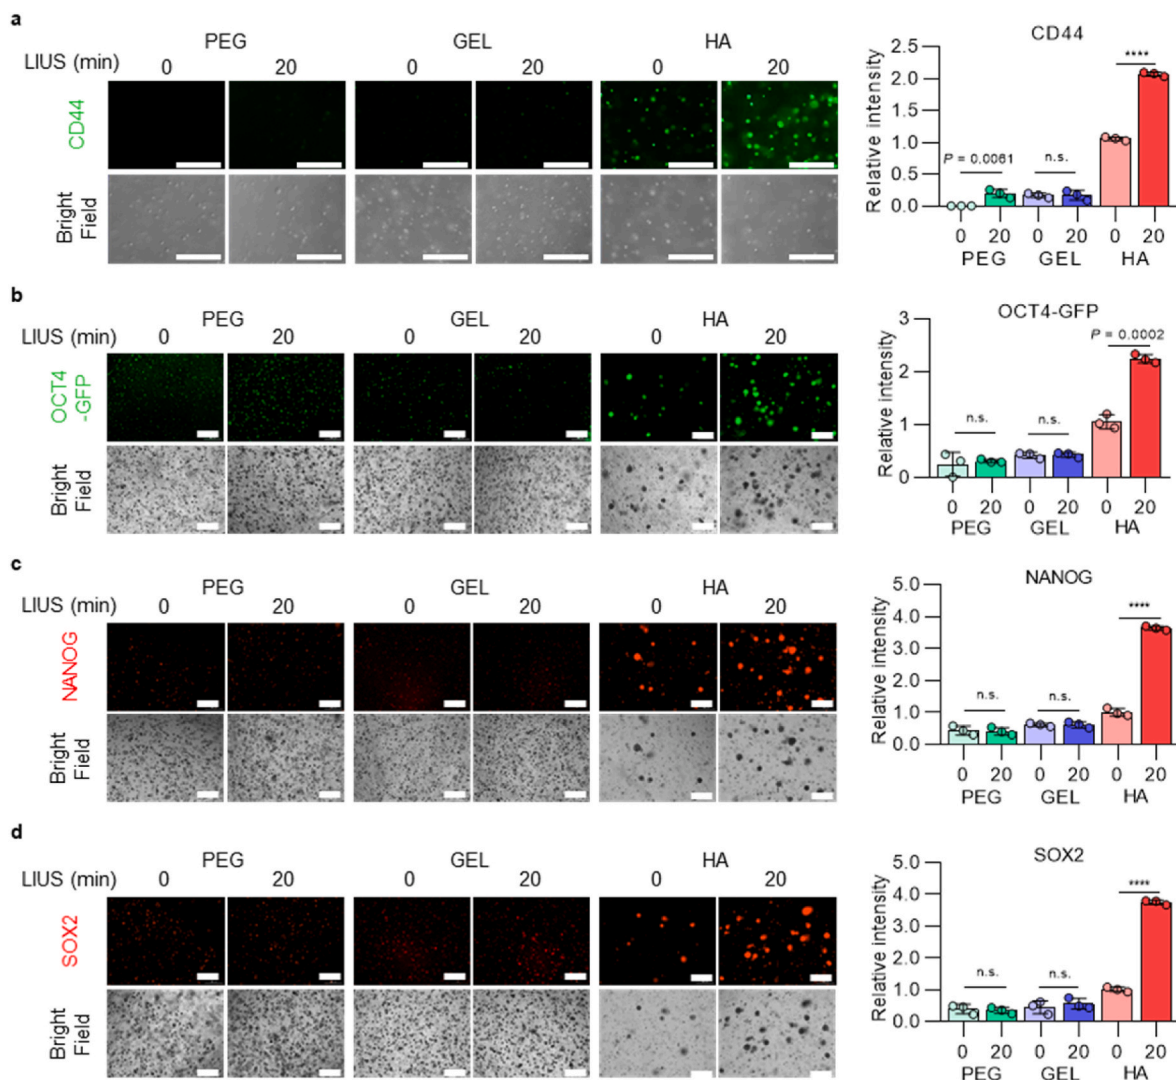 a
PEG GEL HA
LIUS (min) 0 20 0 20 0 20
CD44
Bright
Field
CD44
Relative intensity
2.5
2.0
1.5
1.0
0.5
0.0
P = 0.0061
n.s.
****
0 20 0 20 0 20
PEG GEL HA
b
PEG GEL HA
LIUS (min) 0 20 0 20 0 20
OCT4
-GFP
Bright
Field
OCT4-GFP
Relative intensity
3
2
1
0
n.s.
n.s.
P = 0.0002
0 20 0 20 0 20
PEG GEL HA
c
PEG GEL HA
LIUS (min) 0 20 0 20 0 20
NANOG
Bright
Field
NANOG
Relative intensity
5.0
4.0
3.0
2.0
1.0
0.0
n.s.
n.s.
****
0 20 0 20 0 20
PEG GEL HA
d
PEG GEL HA
LIUS (min) 0 20 0 20 0 20
SOX2
Bright
Field
SOX2
Relative intensity
5.0
4.0
3.0
2.0
1.0
0.0
n.s.
n.s.
****
0 20 0 20 0 20
PEG GEL HA